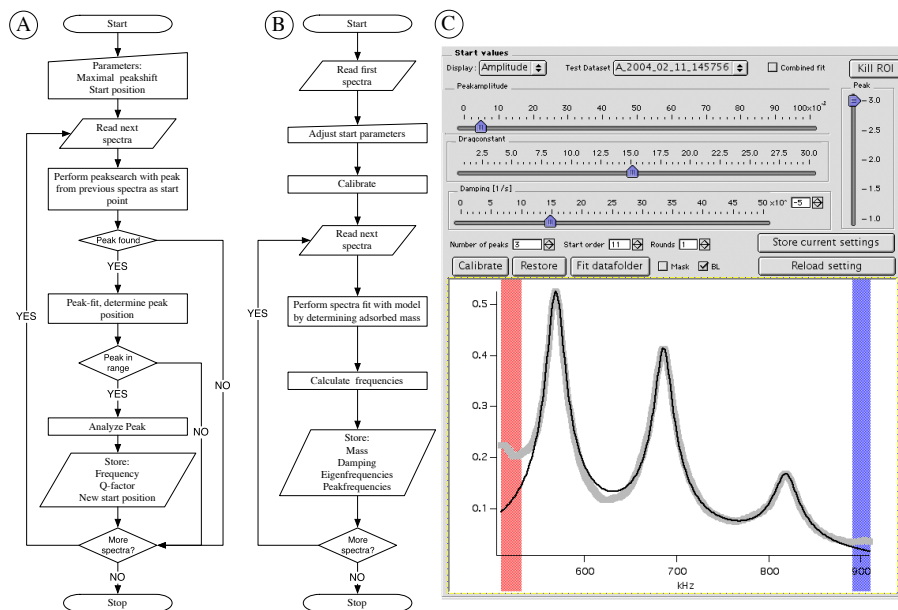 A
Start
Parameters:
Maximal peakshift
Start position
Read next
spectra
Perform peaksearch with peak
from previous spectra as start
point
Peak found
YES
Peak-fit, determine peak
position
YES
Peak in
range
NO
YES
NO
Analyze Peak
Store:
Frequency
Q-factor
New start position
More
spectra?
NO
Stop
B
Start
Read first
spectra
Adjust start parameters
Calibrate
Read next
spectra
YES
Perform spectra fit with model
by determining adsorbed mass
Calculate frequencies
Store:
Mass
Damping
Eigenfrequencies
Peakfrequencies
More
spectra?
NO
Stop
C
Start values
Display: Amplitude Test Dataset A_2004_02_11_145756 Combined fit Kill ROI
Peakamplitude
0 10 20 30 40 50 60 70 80 90 100x10⁻²
Peak
3.0
2.5
2.0
1.5
1.0
Dragconstant
2.5 5.0 7.5 10.0 12.5 15.0 17.5 20.0 22.5 25.0 27.5 30.0
Damping [1/s]
0 5 10 15 20 25 30 35 40 45 50 -5
Number of peaks 3 Start order 11 Rounds 1 Store current settings
Calibrate Restore Fit datafolder Mask BL Reload setting
0.5
0.4
0.3
0.2
0.1
600 700 800 900
kHz